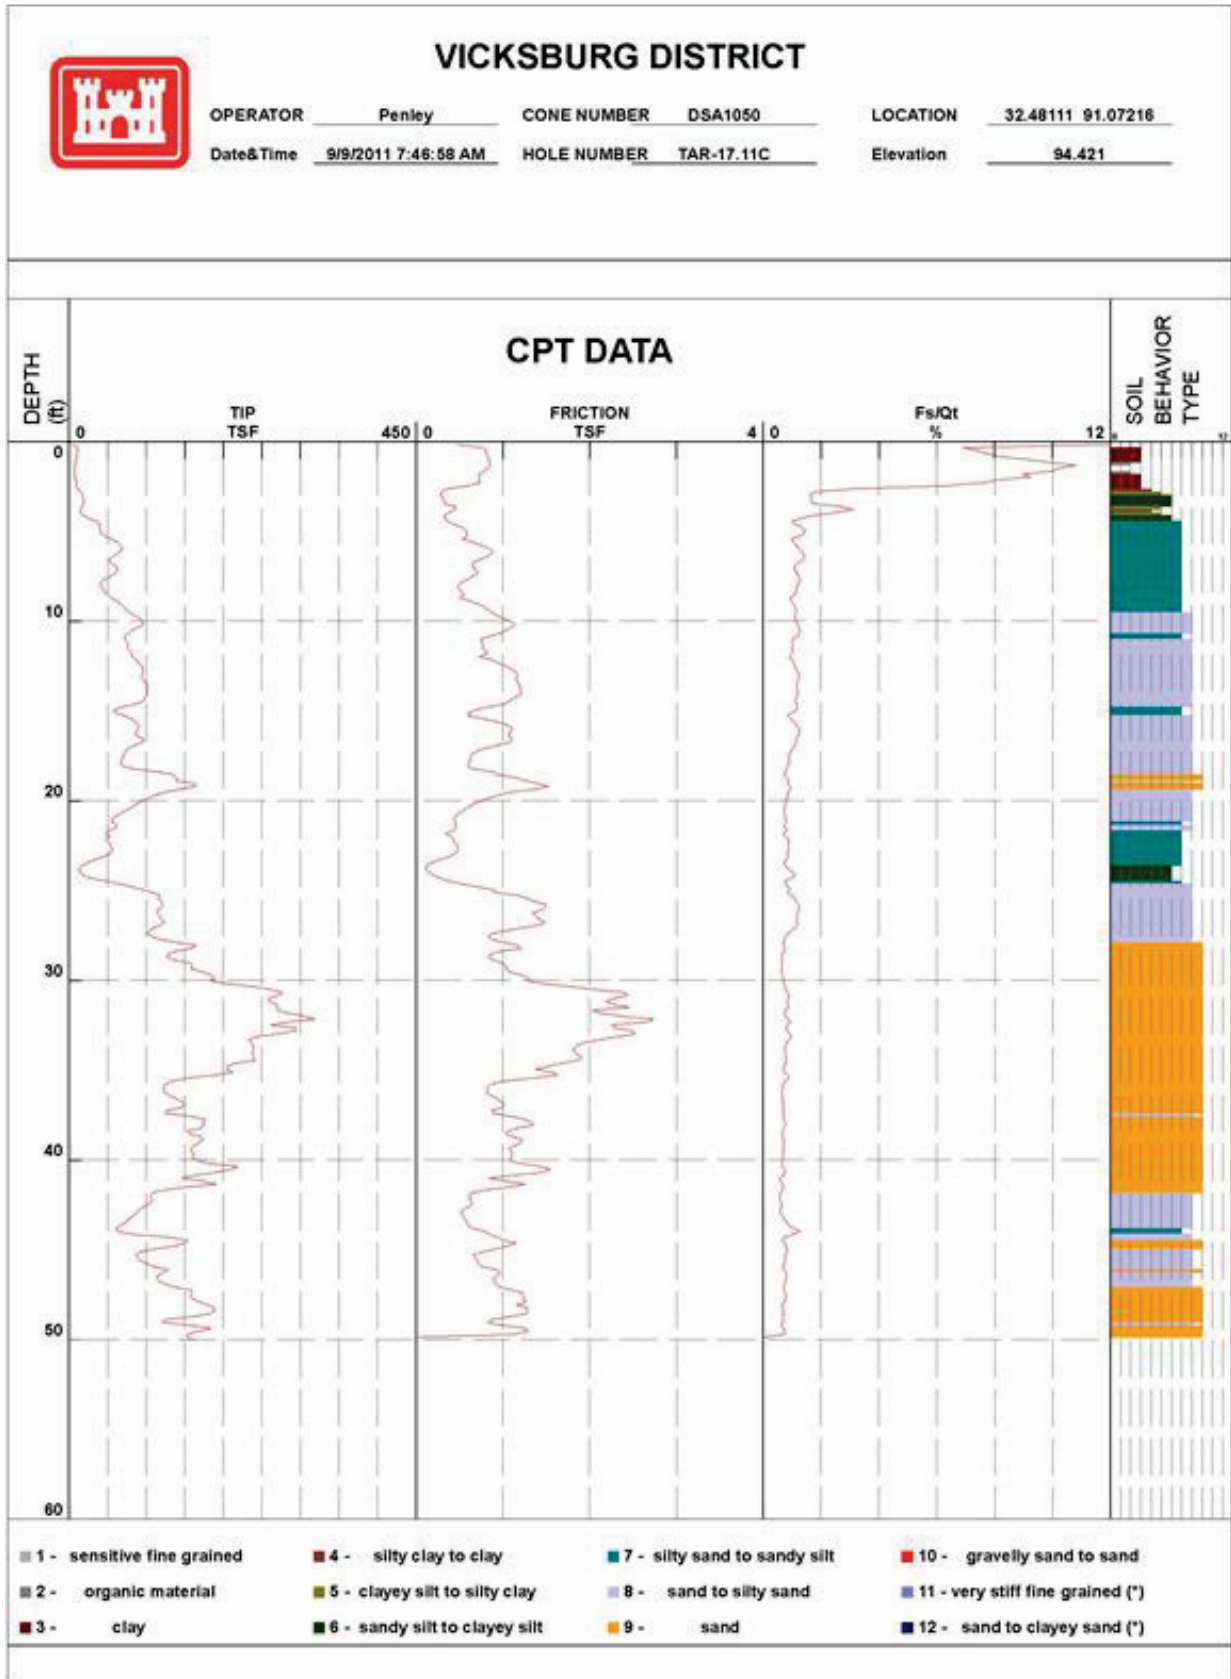 VICKSBURG DISTRICT
OPERATOR Penley CONE NUMBER DSA1050 LOCATION 32.48111 91.07216
Date&Time 9/9/2011 7:46:58 AM HOLE NUMBER TAR-17.11C Elevation 94.421
CPT DATA
DEPTH (ft)
TIP FRICTION Fs/Qt
0 TSF 450 0 TSF 4 0 % 12
SOIL BEHAVIOR TYPE
0
10
20
30
40
50
60
1 - sensitive fine grained 4 - silty clay to clay 7 - silty sand to sandy silt 10 - gravelly sand to sand
2 - organic material 5 - clayey silt to silty clay 8 - sand to silty sand 11 - very stiff fine grained (*)
3 - clay 6 - sandy silt to clayey silt 9 - sand 12 - sand to clayey sand (*)